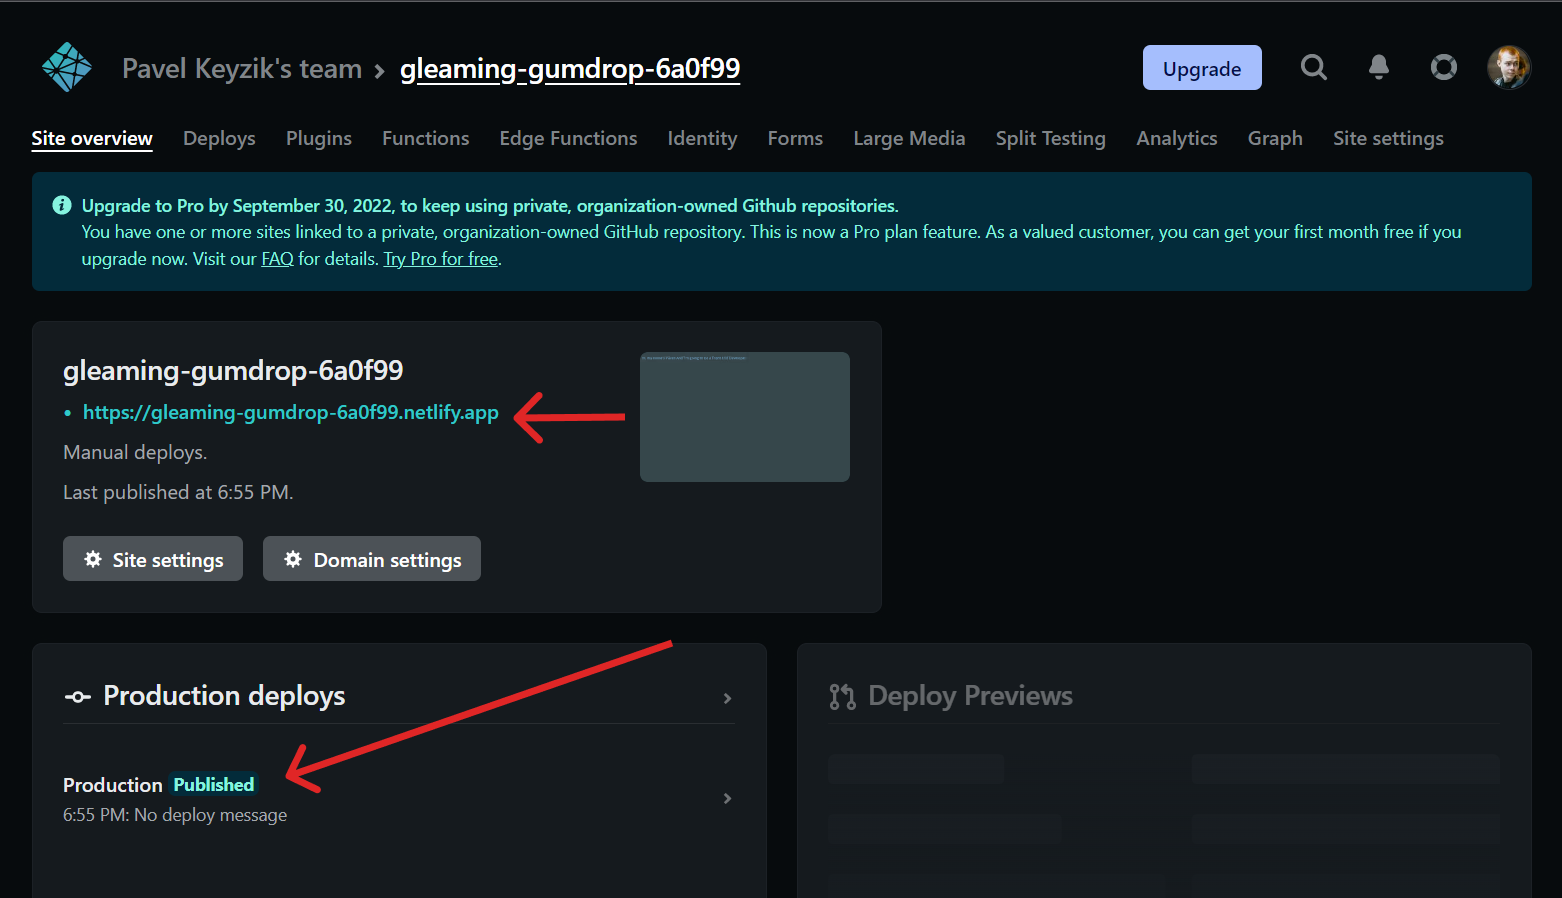 Pavel Keyzik's team > gleaming-gumdrop-6a0f99
Upgrade
Site overview Deploys Plugins Functions Edge Functions Identity Forms Large Media Split Testing Analytics Graph Site settings
Upgrade to Pro by September 30, 2022, to keep using private, organization-owned Github repositories.
You have one or more sites linked to a private, organization-owned GitHub repository. This is now a Pro plan feature. As a valued customer, you can get your first month free if you
upgrade now. Visit our FAQ for details. Try Pro for free.
gleaming-gumdrop-6a0f99
• https://gleaming-gumdrop-6a0f99.netlify.app
Manual deploys.
Last published at 6:55 PM.
Site settings
Domain settings
Production deploys
Production Published
6:55 PM: No deploy message
Deploy Previews